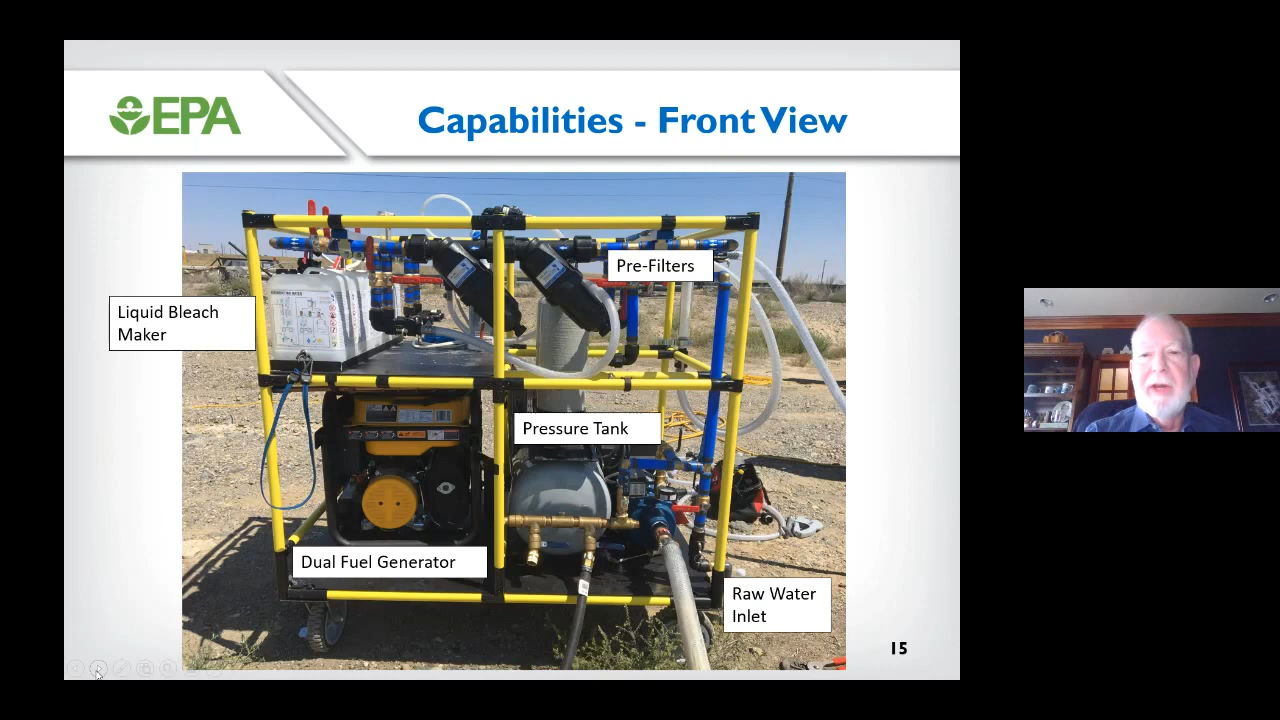 EPA
Capabilities - Front View
Pre-Filters
Liquid Bleach
Maker
Pressure Tank
Dual Fuel Generator
Raw Water
Inlet
15